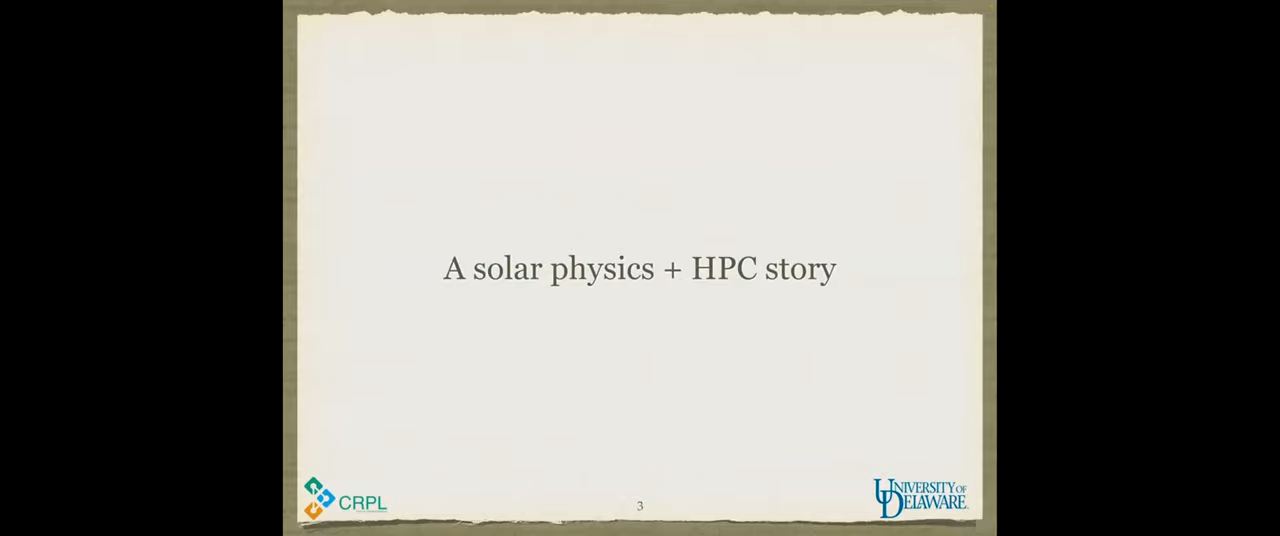 A solar physics + HPC story
CRPL
3
UNIVERSITY OF
DELAWARE